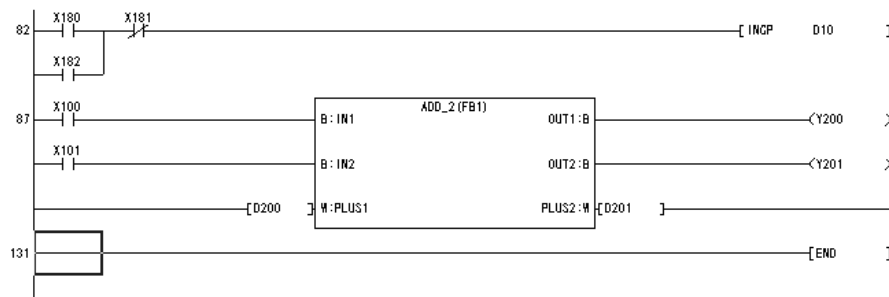 X180 X181
82 INCP D10
X182
ADD_2(FB1)
X100
87 B:IN1 OUT1:B Y200
X101
B:IN2 OUT2:B Y201
D200 W:PLUS1 PLUS2:W D201
131 END